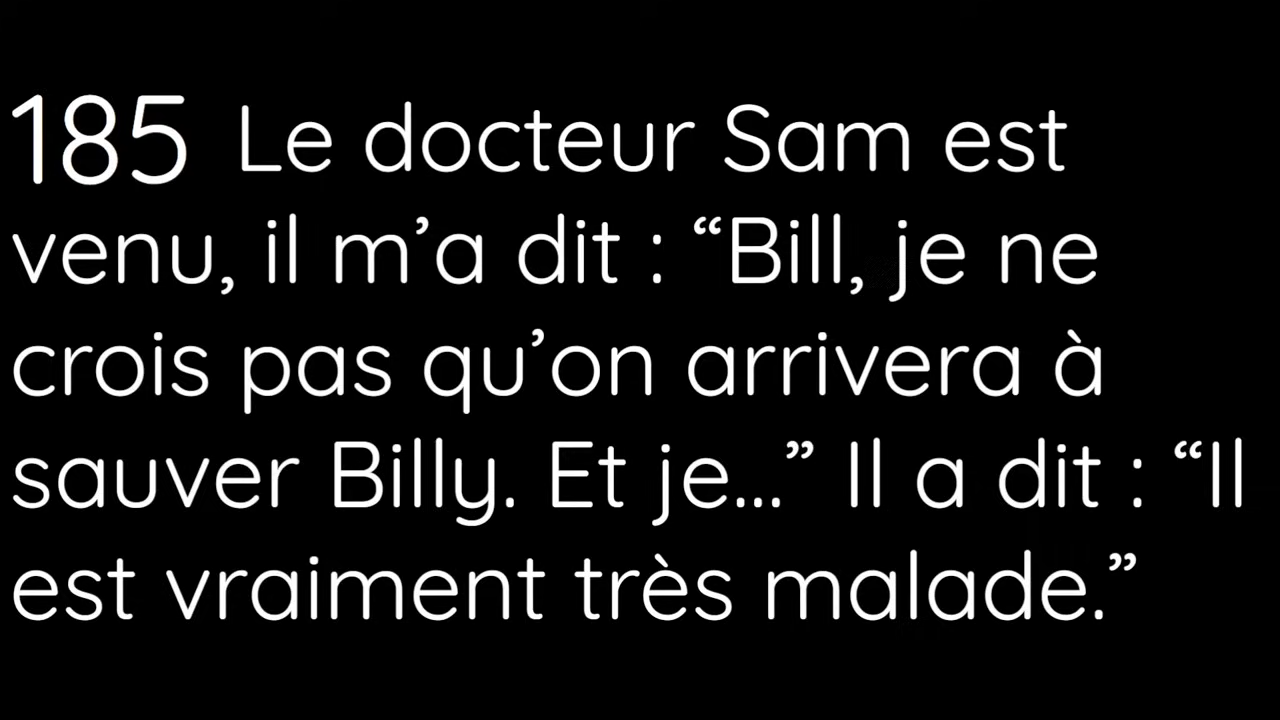 185 Le docteur Sam est
venu, il m’a dit : “Bill, je ne
crois pas qu’on arrivera à
sauver Billy. Et je...” Il a dit : “Il
est vraiment très malade.”